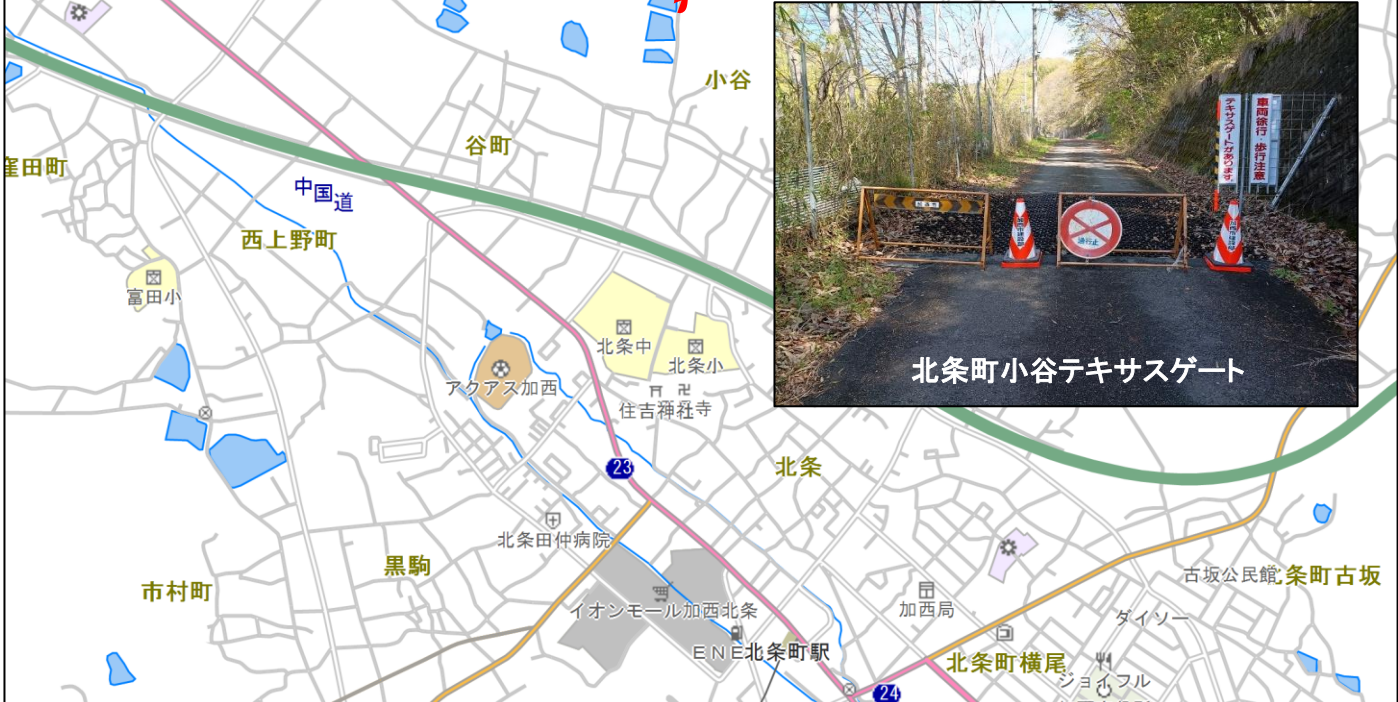 小谷
谷町
窪田町
中国道
西上野町
富田小
北条中
北条小
アクアス加西
住吉神社
寺
23
北条
北条田仲病院
黒駒
市村町
イオンモール加西北条
加西局
古坂公民館
条町古坂
ダイソー
ENE
北条町駅
北条町横尾
ジョイフル
24
テキサスゲートがあります
車両徐行・歩行注意
通行止
北条町小谷テキサスゲート